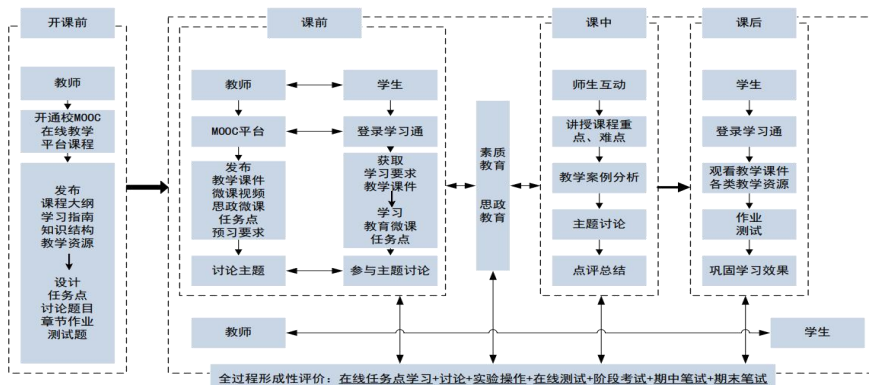 开课前
教师
开通校MOOC
在线教学
平台课程
发布
课程大纲
学习指南
知识结构
教学资源
设计
任务点
讨论题目
章节作业
测试题
课前
教师
学生
MOOC平台
登录学习通
发布
教学课件
微课视频
思政微课
任务点
预习要求
获取
学习要求
教学课件
学习
教育微课
任务点
讨论主题
参与主题讨论
素质
教育
思政
教育
课中
师生互动
讲授课程重
点、难点
教学案例分析
主题讨论
点评总结
课后
学生
登录学习通
观看教学课件
各类教学资源
作业
测试
巩固学习效果
教师
学生
全过程形成性评价：在线任务点学习+讨论+实验操作+在线测试+阶段考试+期中笔试+期末笔试